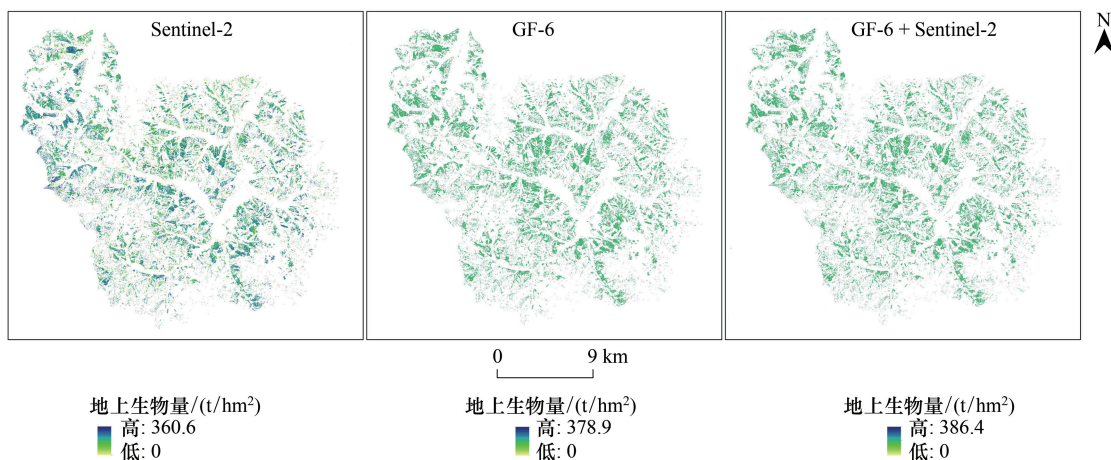 Sentinel-2
GF-6
GF-6 + Sentinel-2
N
0 9 km
地上生物量/(t/hm²)
高: 360.6
低: 0
地上生物量/(t/hm²)
高: 378.9
低: 0
地上生物量/(t/hm²)
高: 386.4
低: 0